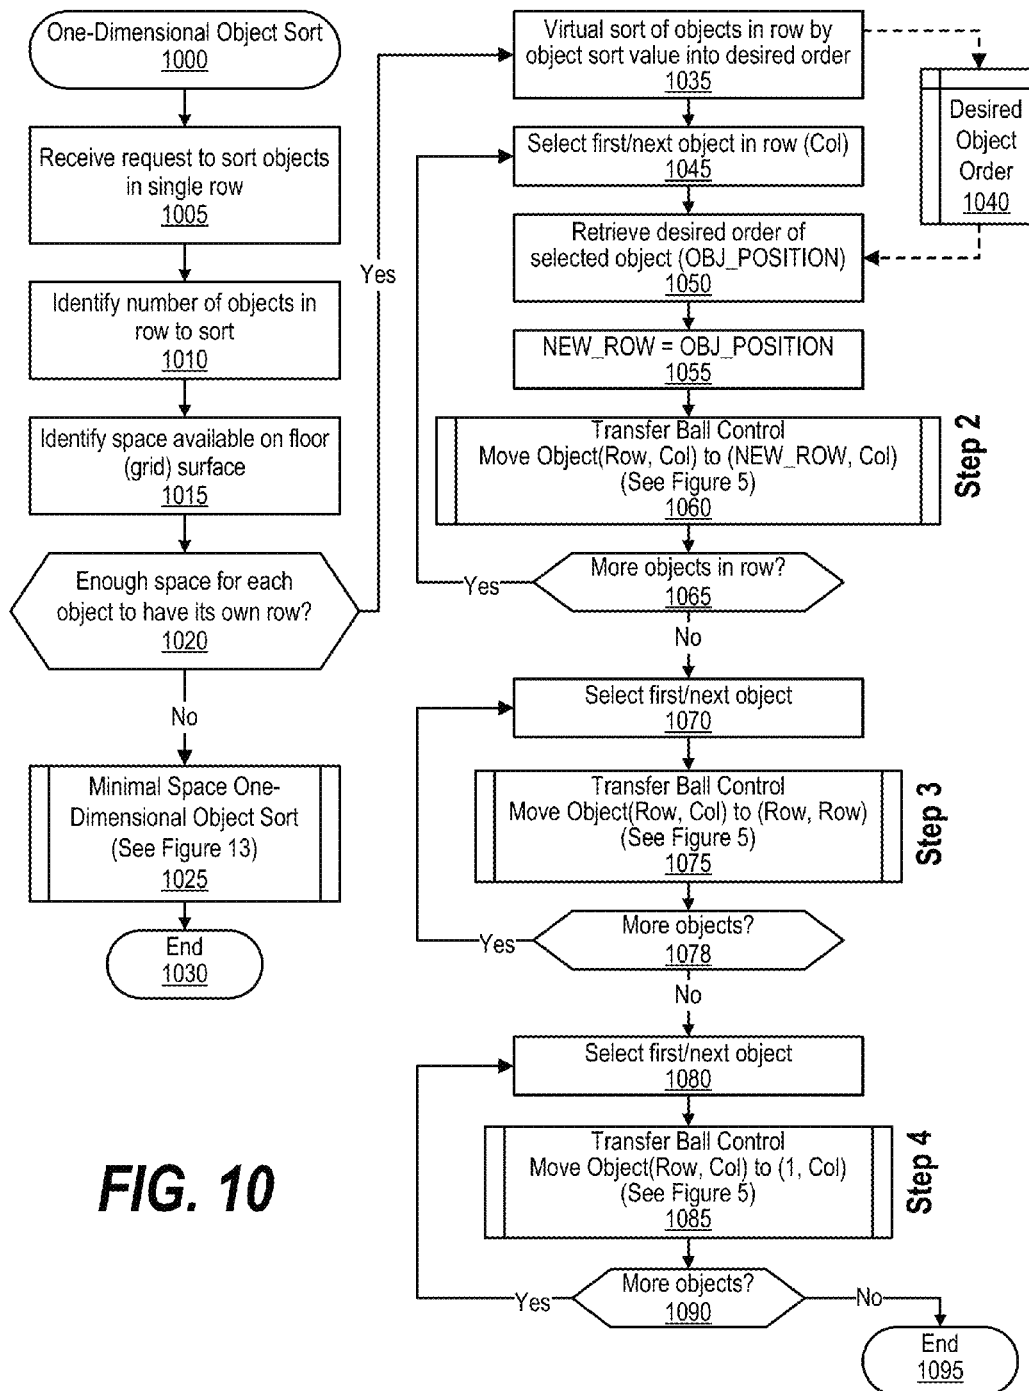 One-Dimensional Object Sort
1000
Receive request to sort objects
in single row
1005
Identify number of objects in
row to sort
1010
Identify space available on floor
(grid) surface
1015
Enough space for each
object to have its own row?
1020
Yes
No
Minimal Space One-
Dimensional Object Sort
(See Figure 13)
1025
End
1030
Virtual sort of objects in row by
object sort value into desired order
1035
Desired
Object
Order
1040
Select first/next object in row (Col)
1045
Retrieve desired order of
selected object (OBJ_POSITION)
1050
NEW_ROW = OBJ_POSITION
1055
Transfer Ball Control
Move Object(Row, Col) to (NEW_ROW, Col)
(See Figure 5)
1060
Step 2
More objects in row?
1065
Yes
No
Select first/next object
1070
Transfer Ball Control
Move Object(Row, Col) to (Row, Row)
(See Figure 5)
1075
Step 3
More objects?
1078
Yes
No
Select first/next object
1080
Transfer Ball Control
Move Object(Row, Col) to (1, Col)
(See Figure 5)
1085
Step 4
More objects?
1090
Yes
No
End
1095
FIG. 10